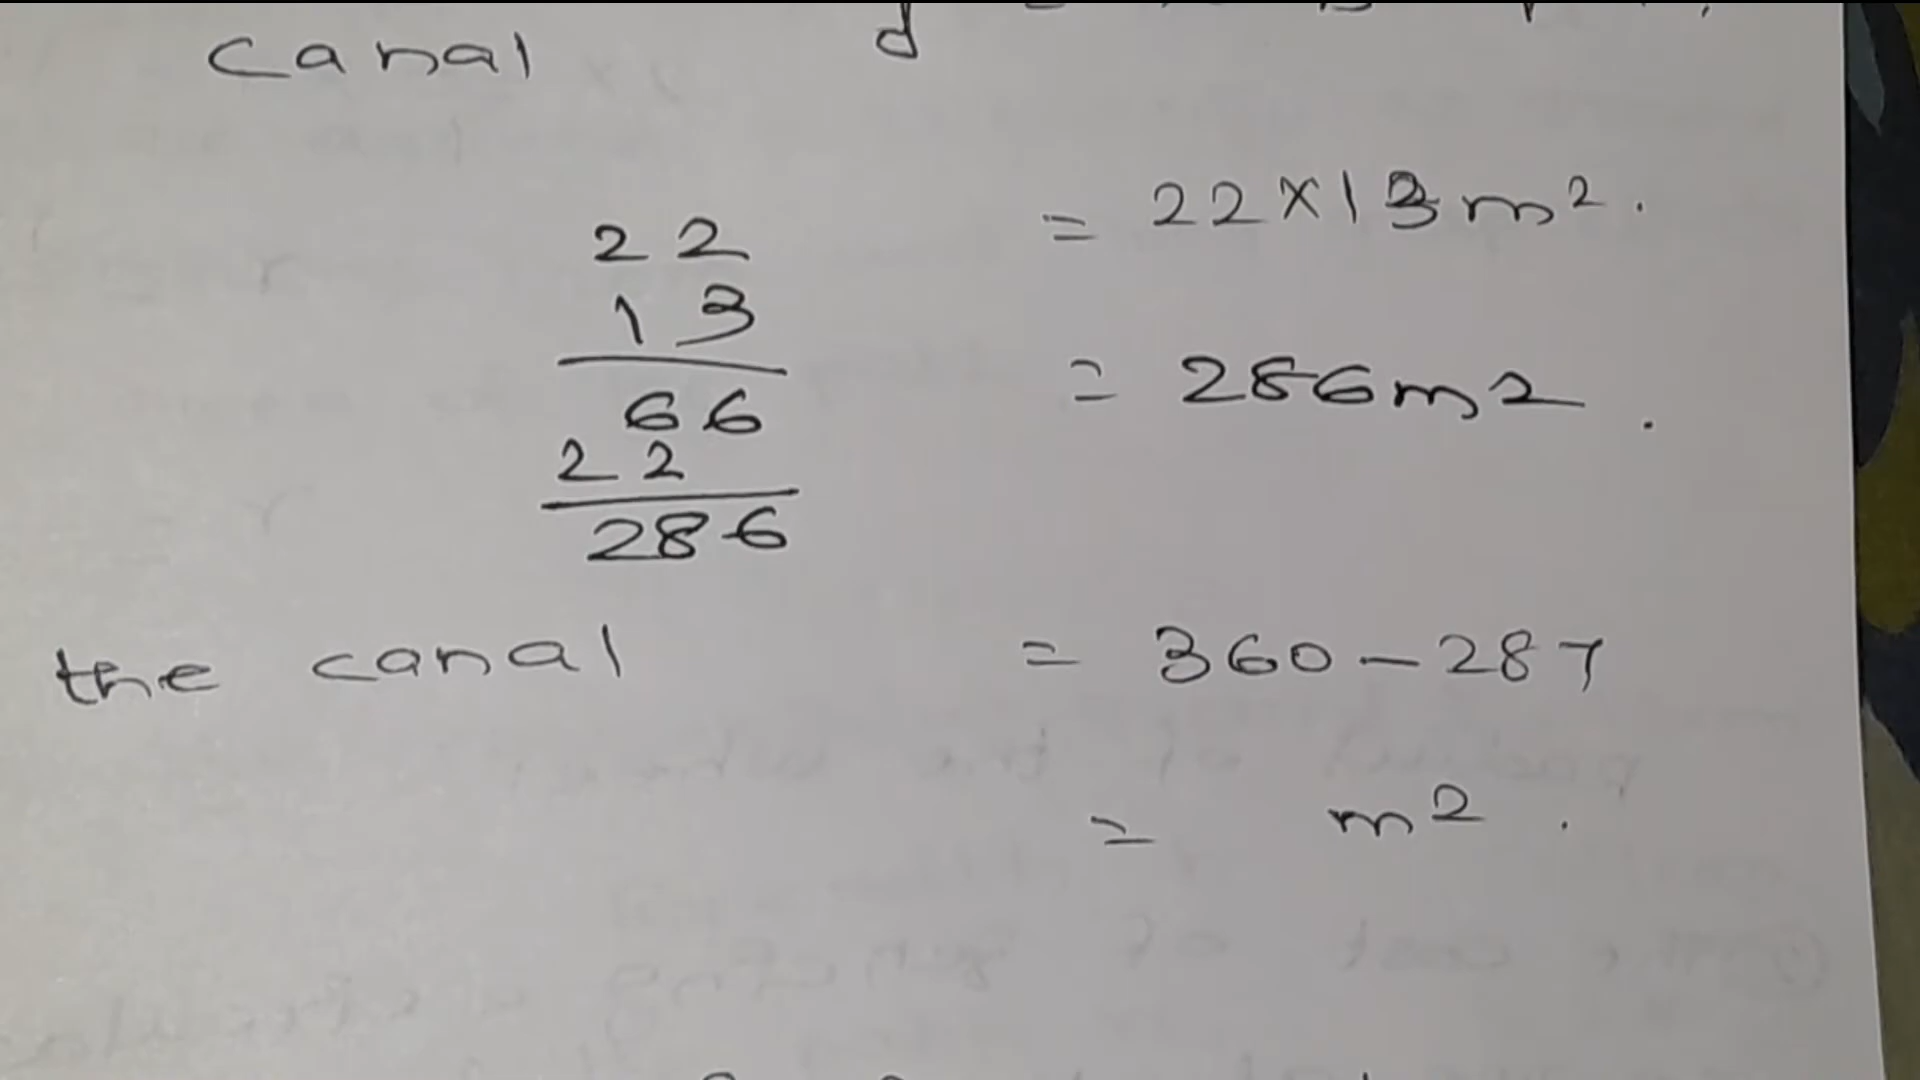 canal
= 22×13m².
22
13
66
22
286
= 286m2.
the canal = 360-287
= m².